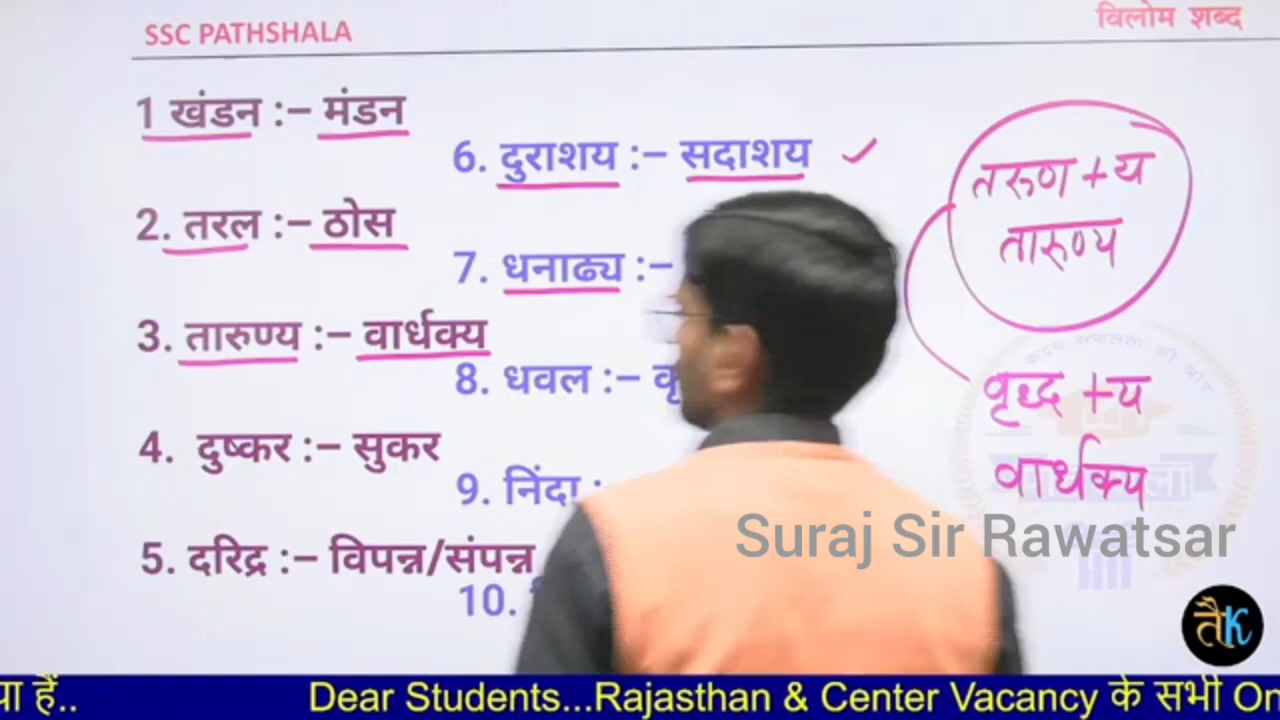 SSC PATHSHALA
विलोम शब्द
1 खंडन :– मंडन
2. तरल :– ठोस
3. तारुण्य :– वार्धक्य
4. दुष्कर :– सुकर
5. दरिद्र :– विपन्न/संपन्न
6. दुराशय :– सदाशय
7. धनाढ्य :–
8. धवल :–
9. निंदा :
10.
तरूण + य
तारूण्य
वृद्ध + य
वार्धक्य
Suraj Sir Rawatsar
तैK
या हैं.. Dear Students...Rajasthan & Center Vacancy के सभी On